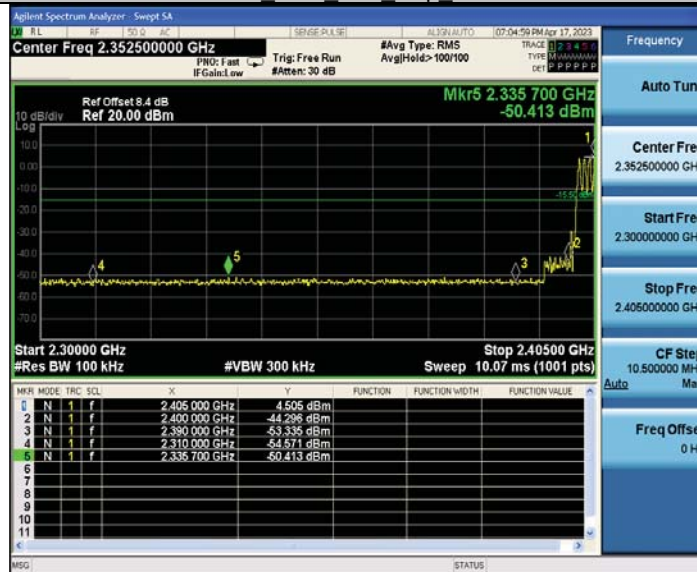 Agilent Spectrum Analyzer - Swept SA
RL RF 50 Ω AC SENSE:PULSE ALIGN AUTO 07:04:59 PM Apr 17, 2023
Center Freq 2.352500000 GHz
PNO: Fast
IFGain:Low
Trig: Free Run
#Atten: 30 dB
#Avg Type: RMS
Avg|Hold:> 100/100
TRACE 1 2 3 4 5 6
TYPE M
DET P P P P P P
Frequency
Auto Tun
Center Fre
2.352500000 GH
Start Fre
2.300000000 GH
Stop Fre
2.405000000 GH
CF Step
10.500000 MH
Auto Ma
Freq Offse
0 H
Mkr5 2.335 700 GHz
-50.413 dBm
Ref Offset 8.4 dB
10 dB/div Ref 20.00 dBm
Log
10.0
0.00
-10.0
-20.0
-30.0
-40.0
-50.0
-60.0
-70.0
1
2
3
4
5
Start 2.30000 GHz Stop 2.40500 GHz
#Res BW 100 kHz #VBW 300 kHz Sweep 10.07 ms (1001 pts)
MKR MODE TRC SCL X Y FUNCTION FUNCTION WIDTH FUNCTION VALUE
1 N 1 f 2.405 000 GHz 4.505 dBm
2 N 1 f 2.400 000 GHz -44.296 dBm
3 N 1 f 2.390 000 GHz -53.335 dBm
4 N 1 f 2.310 000 GHz -54.571 dBm
5 N 1 f 2.335 700 GHz -50.413 dBm
6
7
8
9
10
11
MSG STATUS